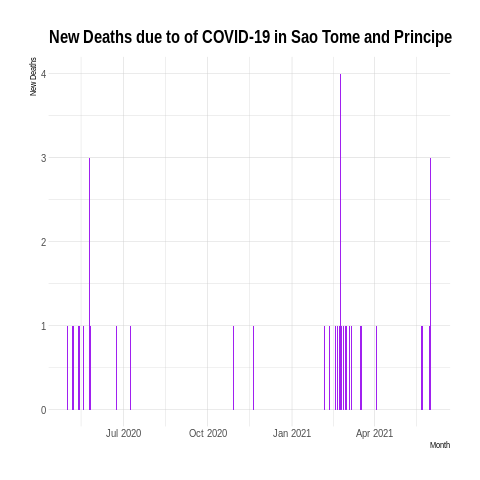 New Deaths due to of COVID-19 in Sao Tome and Principe
New Deaths
4
3
2
1
0
Jul 2020 Oct 2020 Jan 2021 Apr 2021
Month